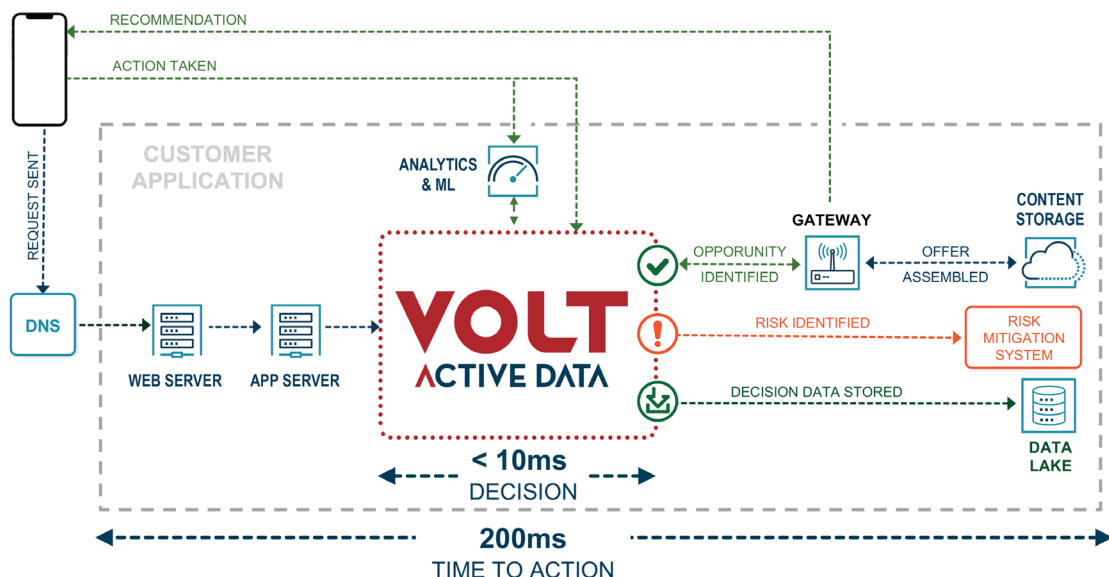 RECOMMENDATION
ACTION TAKEN
REQUEST SENT
CUSTOMER
APPLICATION
ANALYTICS
& ML
GATEWAY
CONTENT
STORAGE
OPPORUNITY
IDENTIFIED
OFFER
ASSEMBLED
DNS
WEB SERVER
APP SERVER
VOLT
ACTIVE DATA
RISK IDENTIFIED
RISK
MITIGATION
SYSTEM
DECISION DATA STORED
DATA
LAKE
< 10ms
DECISION
200ms
TIME TO ACTION